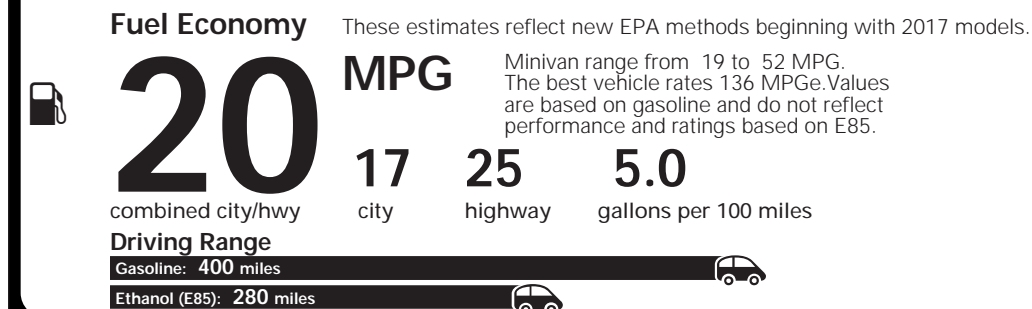 Fuel Economy
These estimates reflect new EPA methods beginning with 2017 models.
20
MPG
Minivan range from 19 to 52 MPG.
The best vehicle rates 136 MPGe.Values
are based on gasoline and do not reflect
performance and ratings based on E85.
17 25 5.0
combined city/hwy city highway gallons per 100 miles
Driving Range
Gasoline: 400 miles
Ethanol (E85): 280 miles